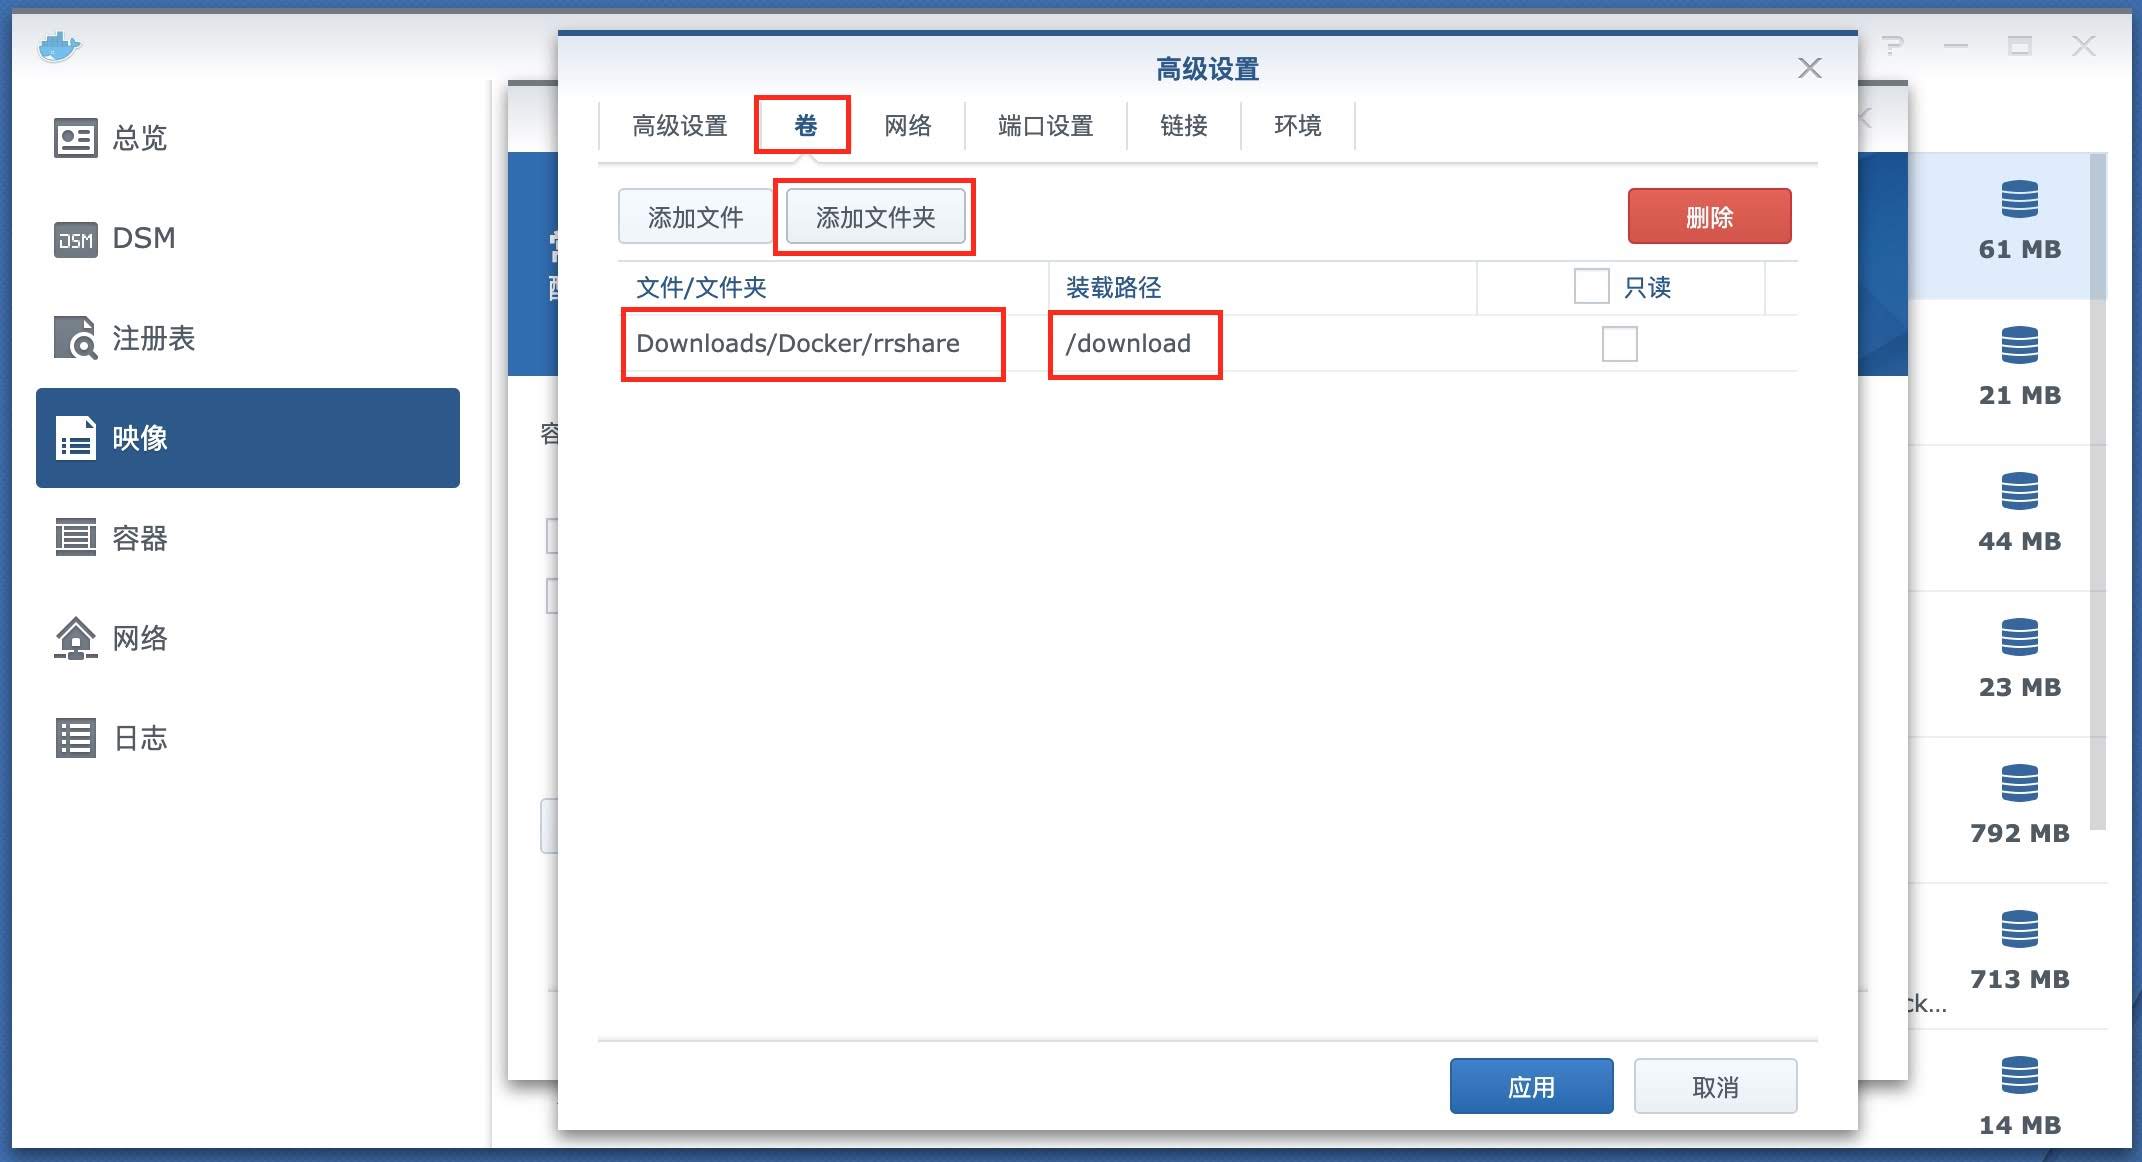 高级设置
高级设置
卷
网络
端口设置
链接
环境
添加文件
添加文件夹
删除
文件/文件夹
装载路径
只读
Downloads/Docker/rrshare
/download
应用
取消
总览
DSM
DSM
注册表
映像
容器
网络
日志
61 MB
21 MB
44 MB
23 MB
792 MB
713 MB
ck...
14 MB